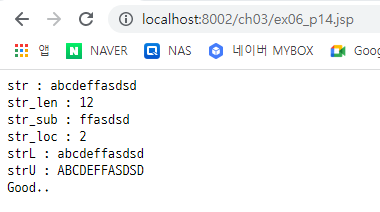 localhost:8002/ch03/ex06_p14.jsp
앱 NAVER NAS 네이버 MYBOX Goog
str : abcdeffasdsd
str_len : 12
str_sub : ffasdsd
str_loc : 2
strL : abcdeffasdsd
strU : ABCDEFFASDSD
Good..